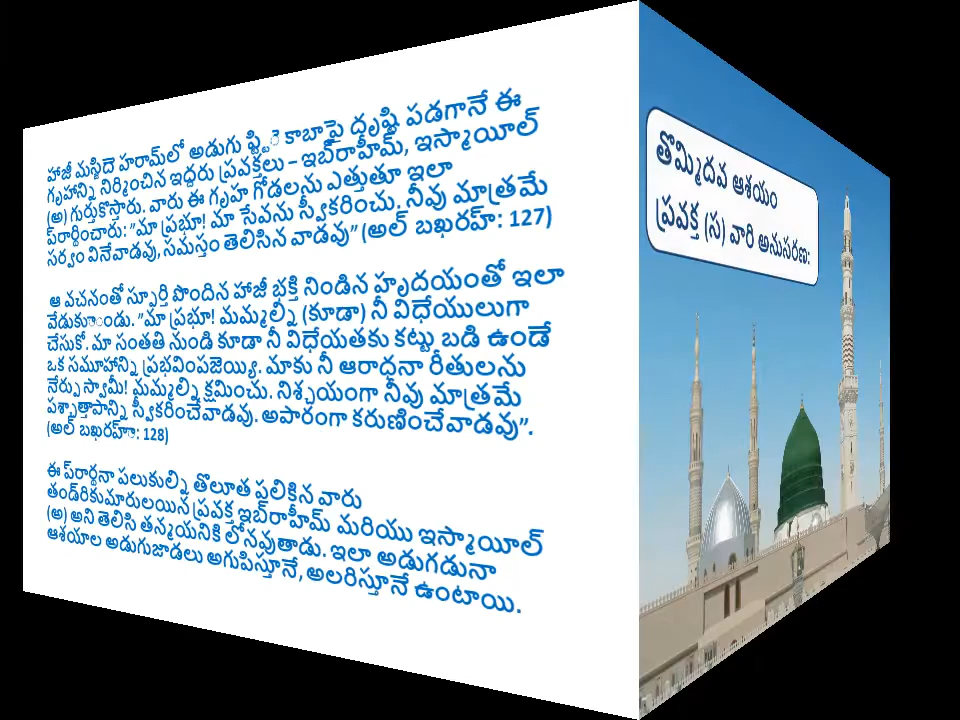 హాజీ మస్జిదె హరామ్‌లో అడుగు కాబాపై దృష్టి పడగానే ఈ
గృహాన్ని నిర్మించిన ఇద్దరు ప్రవక్తలు – ఇబ్‌రాహీమ్, ఇస్మాయీల్
(అ) గుర్తుకొస్తారు. వారు ఈ గృహ గోడలను ఎత్తుతూ ఇలా
ప్రార్థించారు: ”మా ప్రభూ! మా సేవను స్వీకరించు. నీవు మాత్రమే
సర్వం వినేవాడవు, సమస్తం తెలిసిన వాడవు” (అల్ బఖరహ్: 127)
ఆ వచనంతో స్ఫూర్తి పొందిన హాజీ భక్తి నిండిన హృదయంతో ఇలా
”మా ప్రభూ! మమ్మల్ని (కూడా) నీ విధేయులుగా
చేసుకో. మా సంతతి నుండి కూడా నీ విధేయతకు కట్టు బడి ఉండే
ఒక సమూహాన్ని ప్రభవింపజెయ్యి. మాకు నీ ఆరాధనా రీతులను
నేర్పు స్వామీ! మమ్మల్ని క్షమించు. నిశ్చయంగా నీవు మాత్రమే
పశ్చాత్తాపాన్ని స్వీకరించేవాడవు. అపారంగా కరుణించేవాడవు”.
(అల్ 128)
ఈ ప్రార్థనా పలుకుల్ని తొలూత పలికిన వారు
తండ్‌రికుమారులయిన ప్రవక్త ఇబ్‌రాహీమ్ మరియు ఇస్మాయీల్
(అ) అని తెలిసి తన్మయనికి లోనవుతాడు. ఇలా అడుగడునా
ఆశయాల అడుగుజాడలు అగుపిస్తూనే, అలరిస్తూనే ఉంటాయి.
తొమ్మిదవ ఆశయం
ప్రవక్త (స) వారి అనుసరణ: